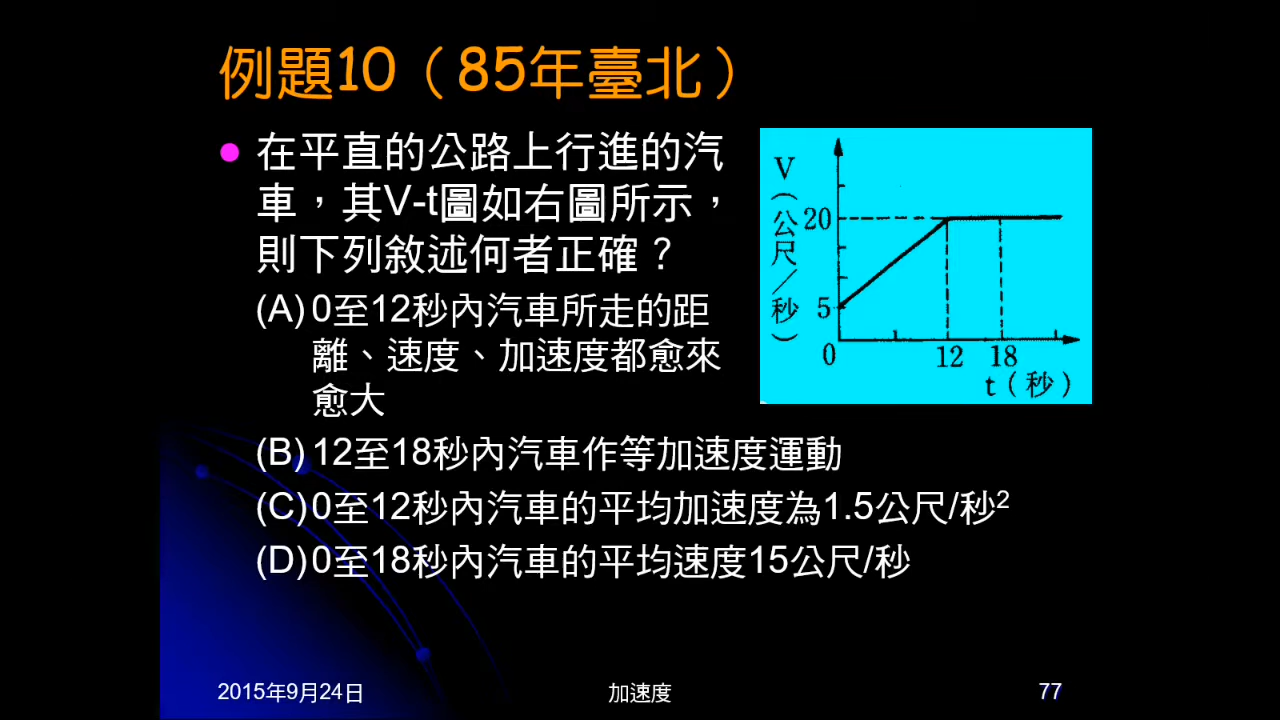 例題10（85年臺北）
在平直的公路上行進的汽
車，其V-t圖如右圖所示，
則下列敘述何者正確？
(A)0至12秒內汽車所走的距
離、速度、加速度都愈來
愈大
(B)12至18秒內汽車作等加速度運動
(C)0至12秒內汽車的平均加速度為1.5公尺/秒²
(D)0至18秒內汽車的平均速度15公尺/秒
V（公尺/秒）
20
5
0
12
18
t（秒）
2015年9月24日
加速度
77